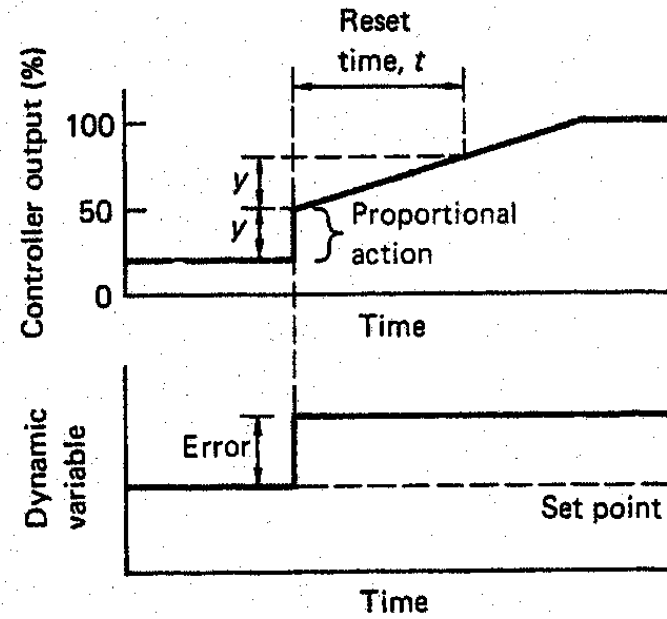 Reset
time, t
Controller output (%)
100
y
50
y
Proportional
action
0
Time
Dynamic
variable
Error
Set point
Time